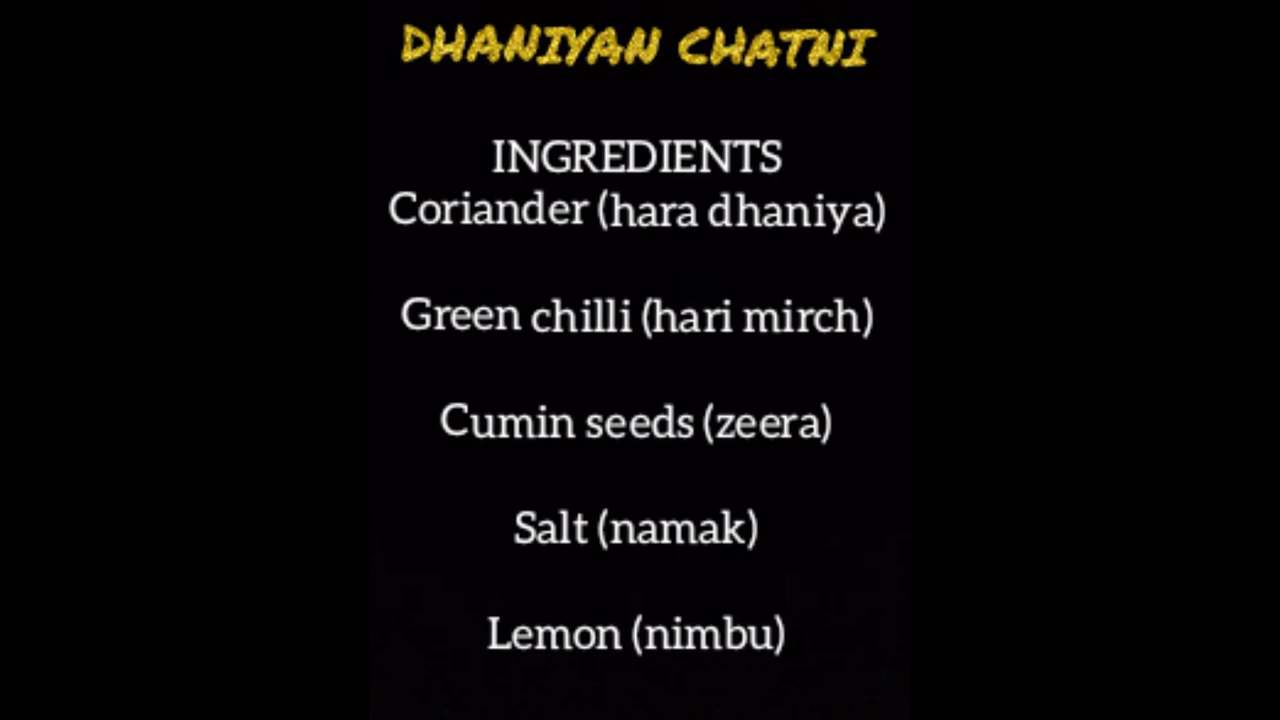 DHANIYAN CHATNI
INGREDIENTS
Coriander (hara dhaniya)
Green chilli (hari mirch)
Cumin seeds (zeera)
Salt (namak)
Lemon (nimbu)